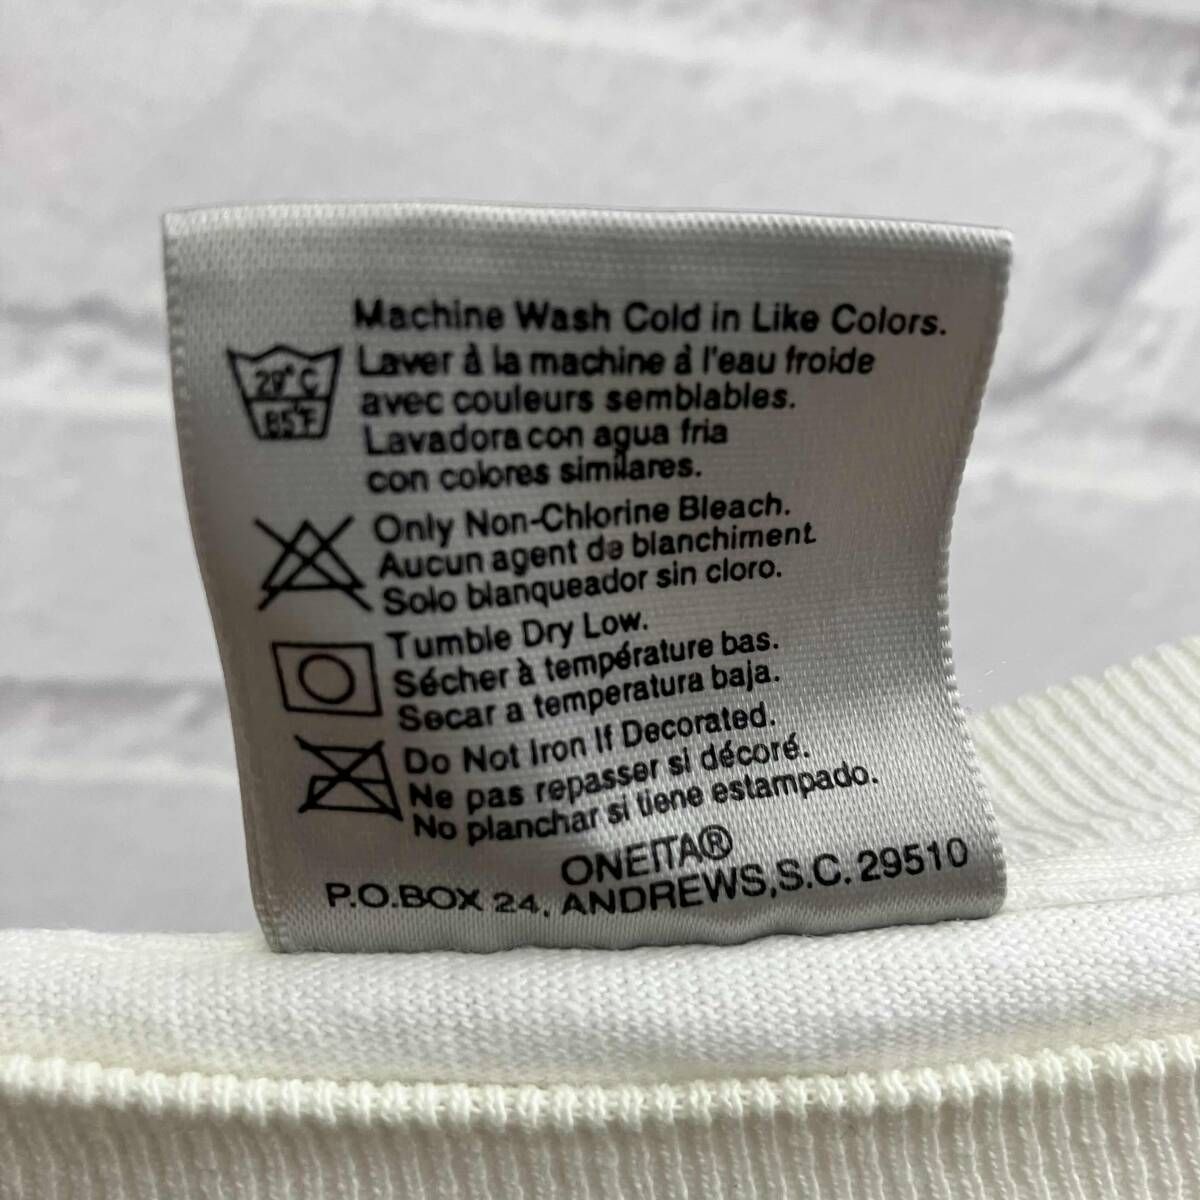 Machine Wash Cold in Like Colors.
29°C
85°F
Laver à la machine à l'eau froide
avec couleurs semblables.
Lavadora con agua fria
con colores similares.
Only Non-Chlorine Bleach.
Aucun agent de blanchiment.
Solo blanqueador sin cloro.
Tumble Dry Low.
Sécher à température bas.
Secar a temperatura baja.
Do Not Iron If Decorated.
Ne pas repasser si décoré.
No planchar si tiene estampado.
ONEITA®
P.O.BOX 24, ANDREWS,S.C. 29510